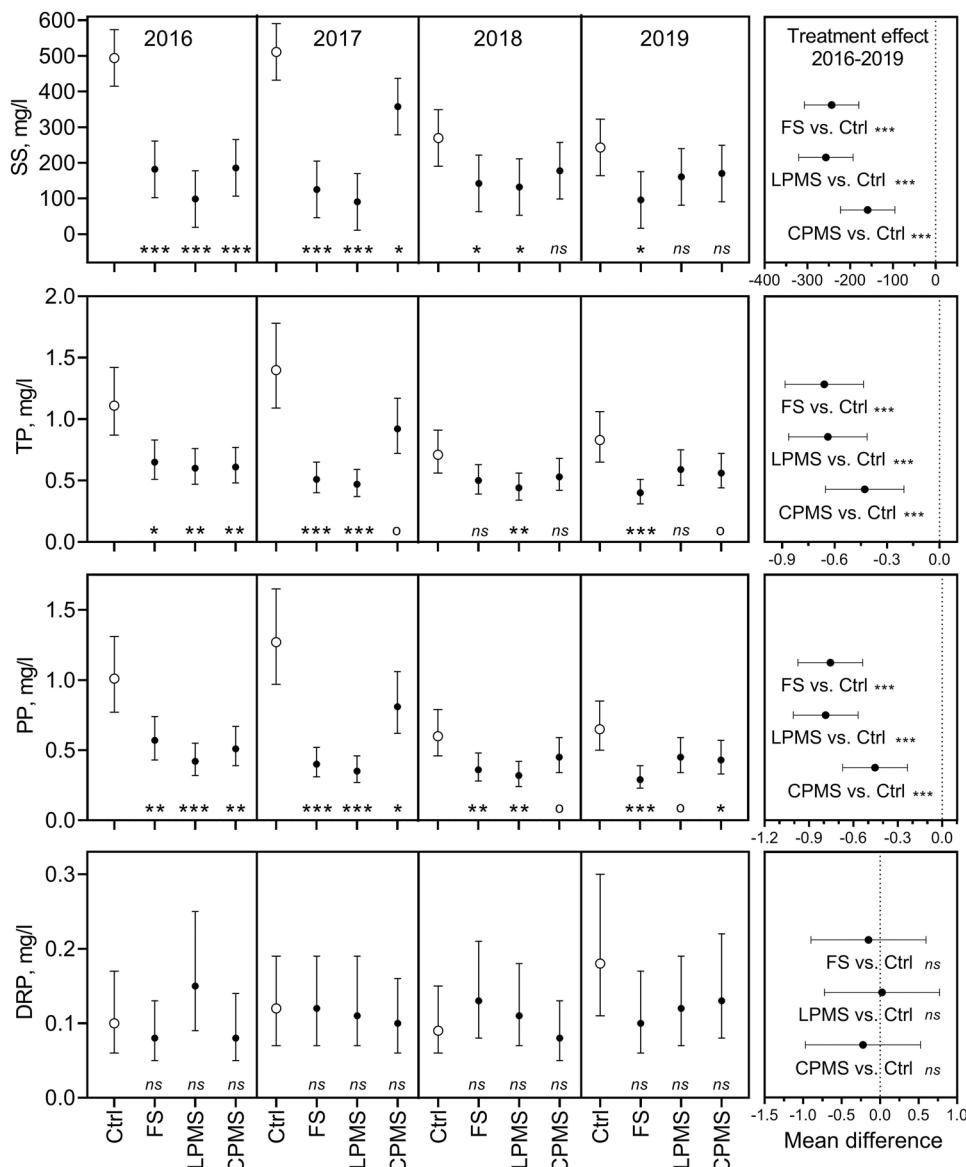 2016 2017 2018 2019
SS, mg/l
600
500
400
300
200
100
0
*** *** *** *** *** * * * ns * ns ns
Treatment effect
2016-2019
FS vs. Ctrl ***
LPMS vs. Ctrl ***
CPMS vs. Ctrl ***
-400 -300 -200 -100 0
TP, mg/l
2.0
1.5
1.0
0.5
0.0
* ** ** *** *** o ns ** ns *** ns o
FS vs. Ctrl ***
LPMS vs. Ctrl ***
CPMS vs. Ctrl ***
-0.9 -0.6 -0.3 0.0
PP, mg/l
1.5
1.0
0.5
0.0
** *** ** *** *** * ** ** o *** o *
FS vs. Ctrl ***
LPMS vs. Ctrl ***
CPMS vs. Ctrl ***
-1.2 -0.9 -0.6 -0.3 0.0
DRP, mg/l
0.3
0.2
0.1
0.0
ns ns ns ns ns ns ns ns ns ns ns ns
Ctrl FS LPMS CPMS Ctrl FS LPMS CPMS Ctrl FS LPMS CPMS Ctrl FS LPMS CPMS
FS vs. Ctrl ns
LPMS vs. Ctrl ns
CPMS vs. Ctrl ns
-1.5 -1.0 -0.5 0.0 0.5 1.0
Mean difference